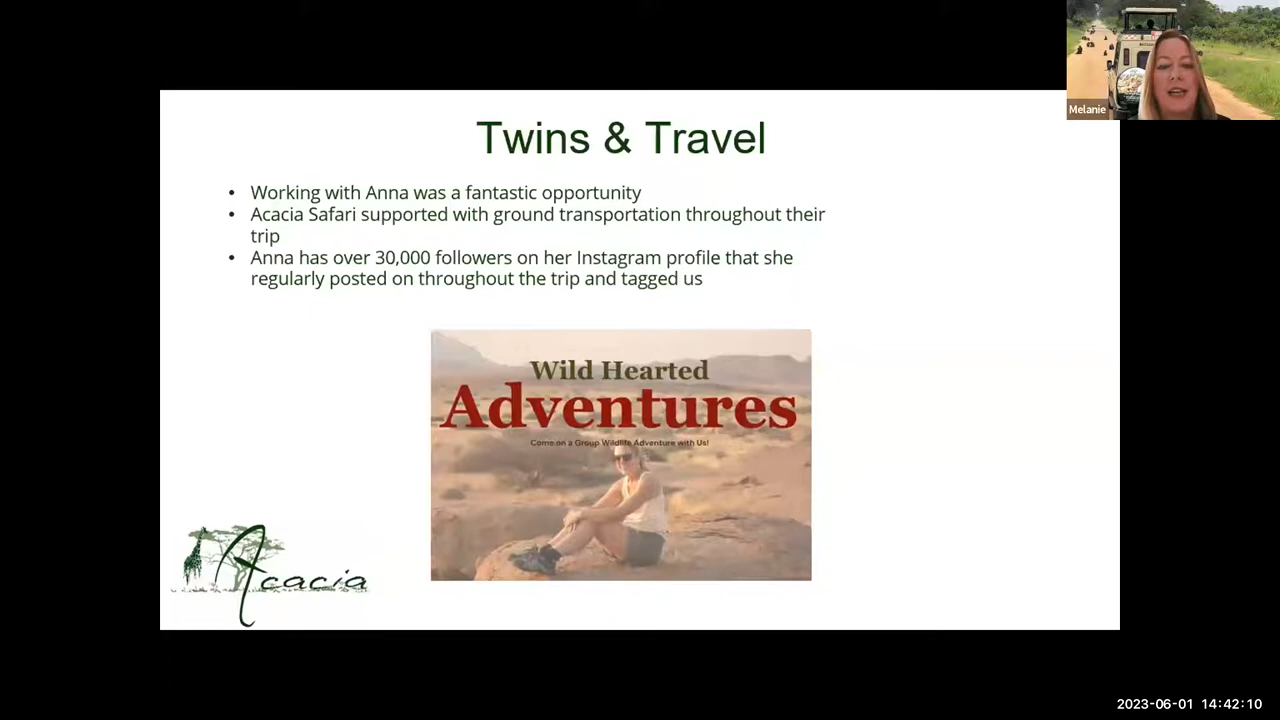 Melanie
Twins & Travel
• Working with Anna was a fantastic opportunity
• Acacia Safari supported with ground transportation throughout their
trip
• Anna has over 30,000 followers on her Instagram profile that she
regularly posted on throughout the trip and tagged us
Wild Hearted
Adventures
Come on a Group Wildlife Adventure with Us!
Acacia
2023-06-01 14:42:10